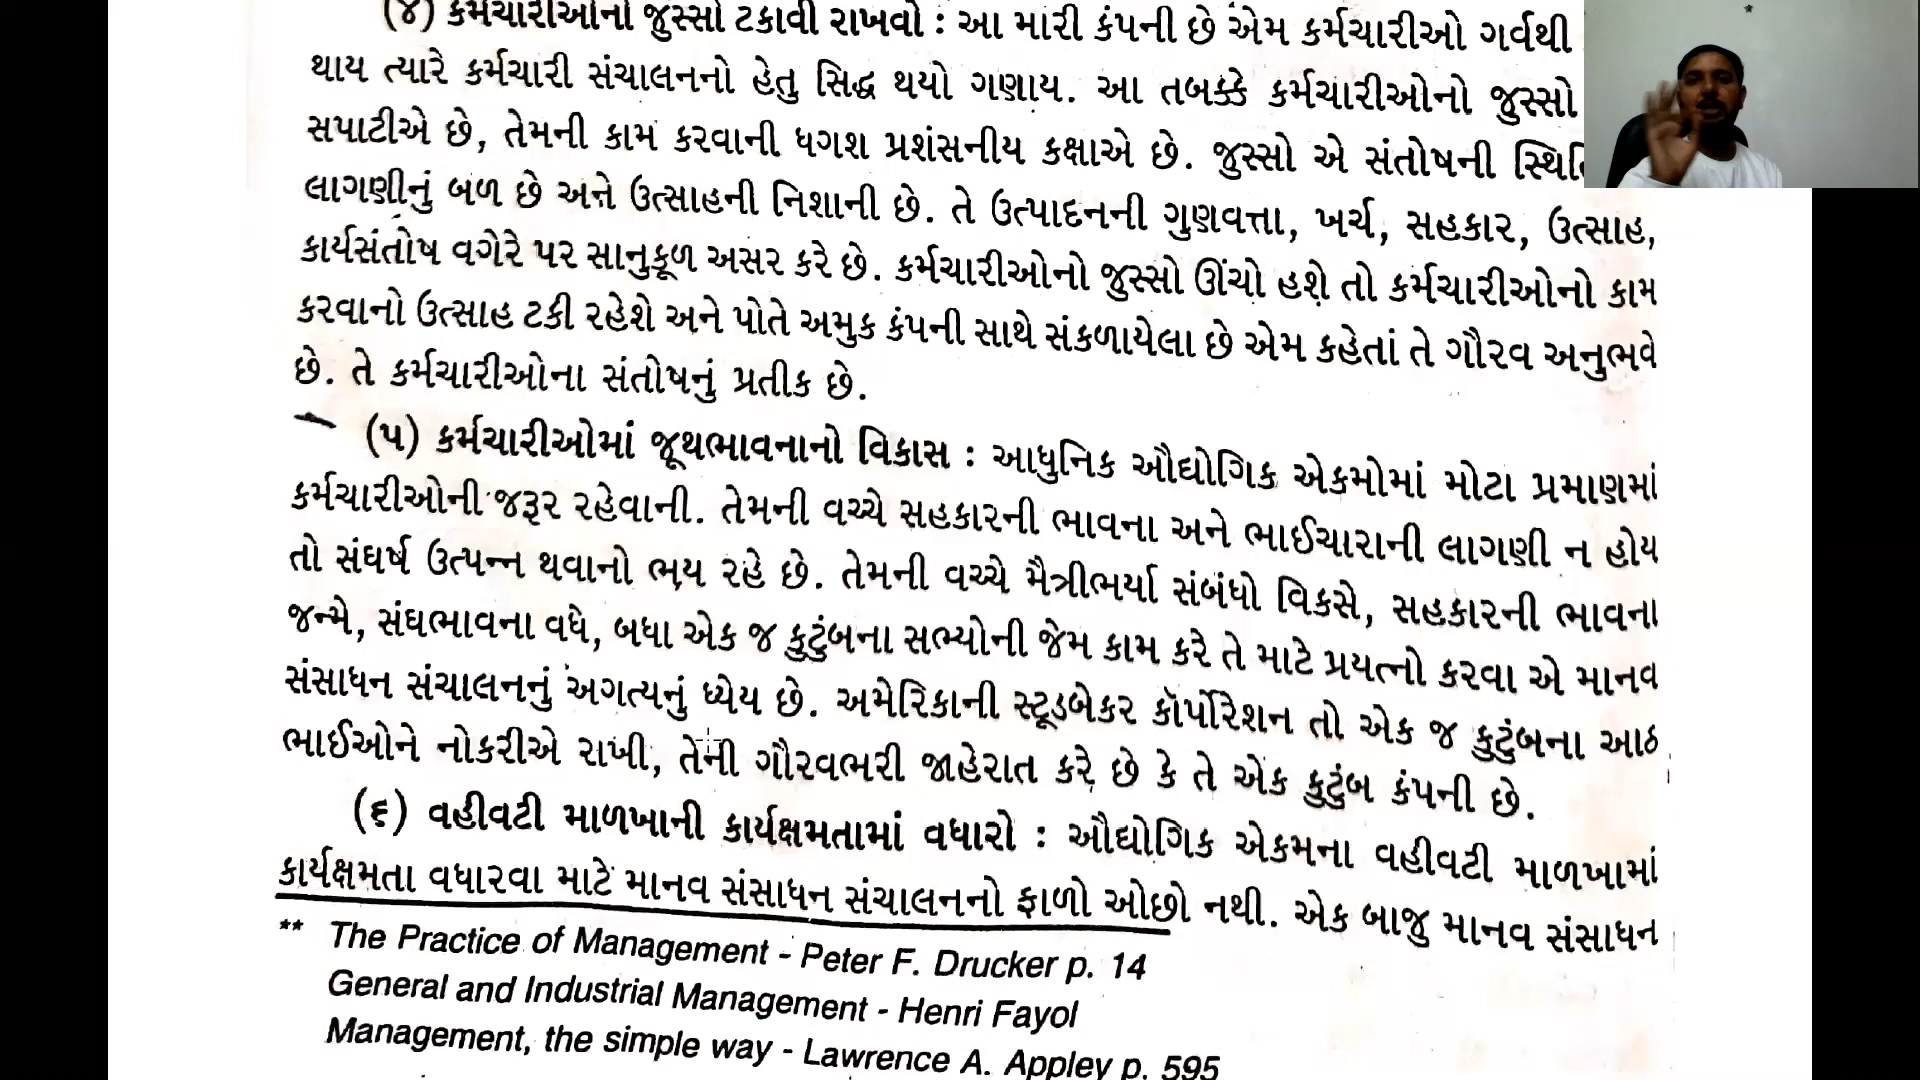 (૪) કર્મચારીઓનો જુસ્સો ટકાવી રાખવો : આ મારી કંપની છે એમ કર્મચારીઓ ગર્વથી
થાય ત્યારે કર્મચારી સંચાલનનો હેતુ સિદ્ધ થયો ગણાય. આ તબક્કે કર્મચારીઓનો જુસ્સો
સપાટીએ છે, તેમની કામ કરવાની ધગશ પ્રશંસનીય કક્ષાએ છે. જુસ્સો એ સંતોષની
લાગણીનું બળ છે અને ઉત્સાહની નિશાની છે. તે ઉત્પાદનની ગુણવત્તા, ખર્ચ, સહકાર, ઉત્સાહ,
કાર્યસંતોષ વગેરે પર સાનુકૂળ અસર કરે છે. કર્મચારીઓનો જુસ્સો ઊંચો હશે તો કર્મચારીઓનો કામ
કરવાનો ઉત્સાહ ટકી રહેશે અને પોતે અમુક કંપની સાથે સંકળાયેલા છે એમ કહેતાં તે ગૌરવ અનુભવે
છે. તે કર્મચારીઓના સંતોષનું પ્રતીક છે.
(૫) કર્મચારીઓમાં જૂથભાવનાનો વિકાસ : આધુનિક ઔદ્યોગિક એકમોમાં મોટા પ્રમાણમાં
કર્મચારીઓની જરૂર રહેવાની. તેમની વચ્ચે સહકારની ભાવના અને ભાઈચારાની લાગણી ન હોય
તો સંઘર્ષ ઉત્પન્ન થવાનો ભય રહે છે. તેમની વચ્ચે મૈત્રીભર્યા સંબંધો વિકસે, સહકારની ભાવના
જન્મે, સંઘભાવના વધે, બધા એક જ કુટુંબના સભ્યોની જેમ કામ કરે તે માટે પ્રયત્નો કરવા એ માનવ
સંસાધન સંચાલનનું અગત્યનું ધ્યેય છે. અમેરિકાની સ્ટૂડબેકર કૉર્પોરેશન તો એક જ કુટુંબના આઠ
ભાઈઓને નોકરીએ રાખી, તેની ગૌરવભરી જાહેરાત કરે છે કે તે એક કુટુંબ કંપની છે.
(૬) વહીવટી માળખાની કાર્યક્ષમતામાં વધારો : ઔદ્યોગિક એકમના વહીવટી માળખામાં
કાર્યક્ષમતા વધારવા માટે માનવ સંસાધન સંચાલનનો ફાળો ઓછો નથી. એક બાજુ માનવ સંસાધન
** The Practice of Management - Peter F. Drucker p. 14
General and Industrial Management - Henri Fayol
Management, the simple way - Lawrence A. Appley p. 595